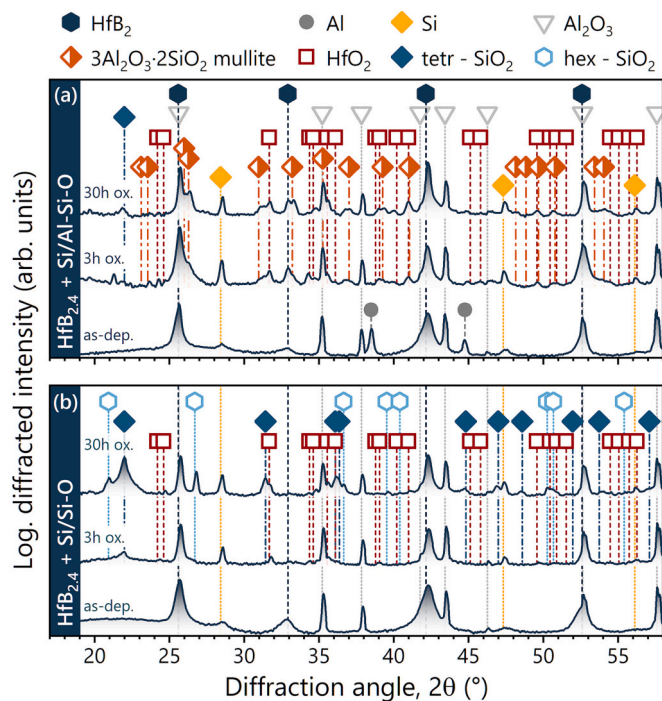 HfB₂ Al Si Al₂O₃
3Al₂O₃·2SiO₂ mullite HfO₂ tetr - SiO₂ hex - SiO₂
Log. diffracted intensity (arb. units)
HfB₂.₄ + Si/Al-Si-O
(a)
30h ox.
3h ox.
as-dep.
HfB₂.₄ + Si/Si-O
(b)
30h ox.
3h ox.
as-dep.
20 25 30 35 40 45 50 55
Diffraction angle, 2θ (°)